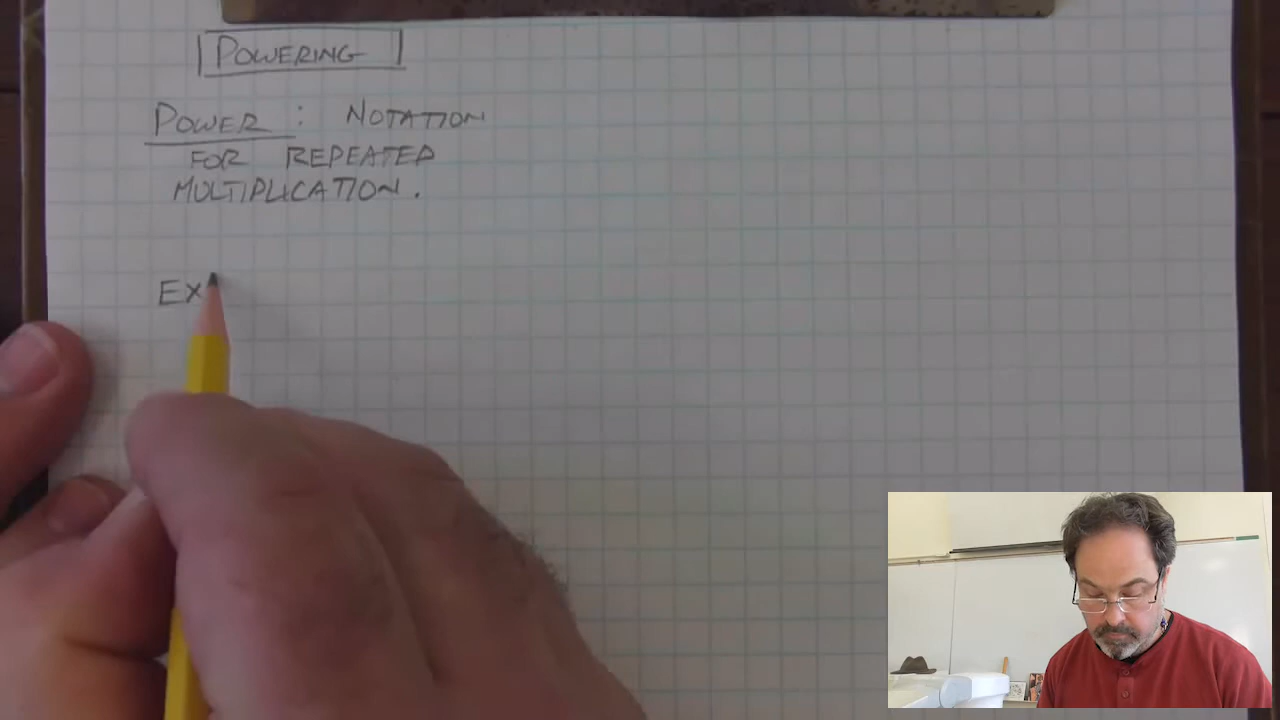 POWERING
POWER : NOTATION
FOR REPEATED
MULTIPLICATION.
EX